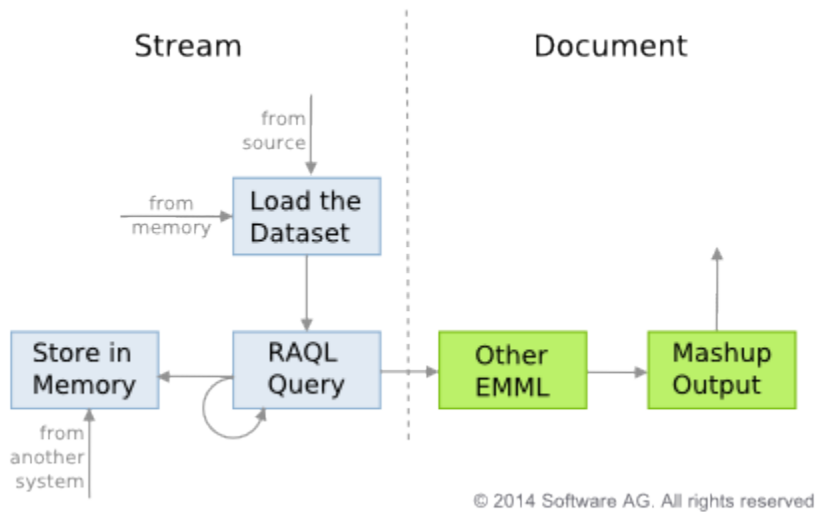 Stream
Document
from
source
from
memory
Load the
Dataset
Store in
Memory
RAQL
Query
Other
EMML
Mashup
Output
from
another
system
© 2014 Software AG. All rights reserved